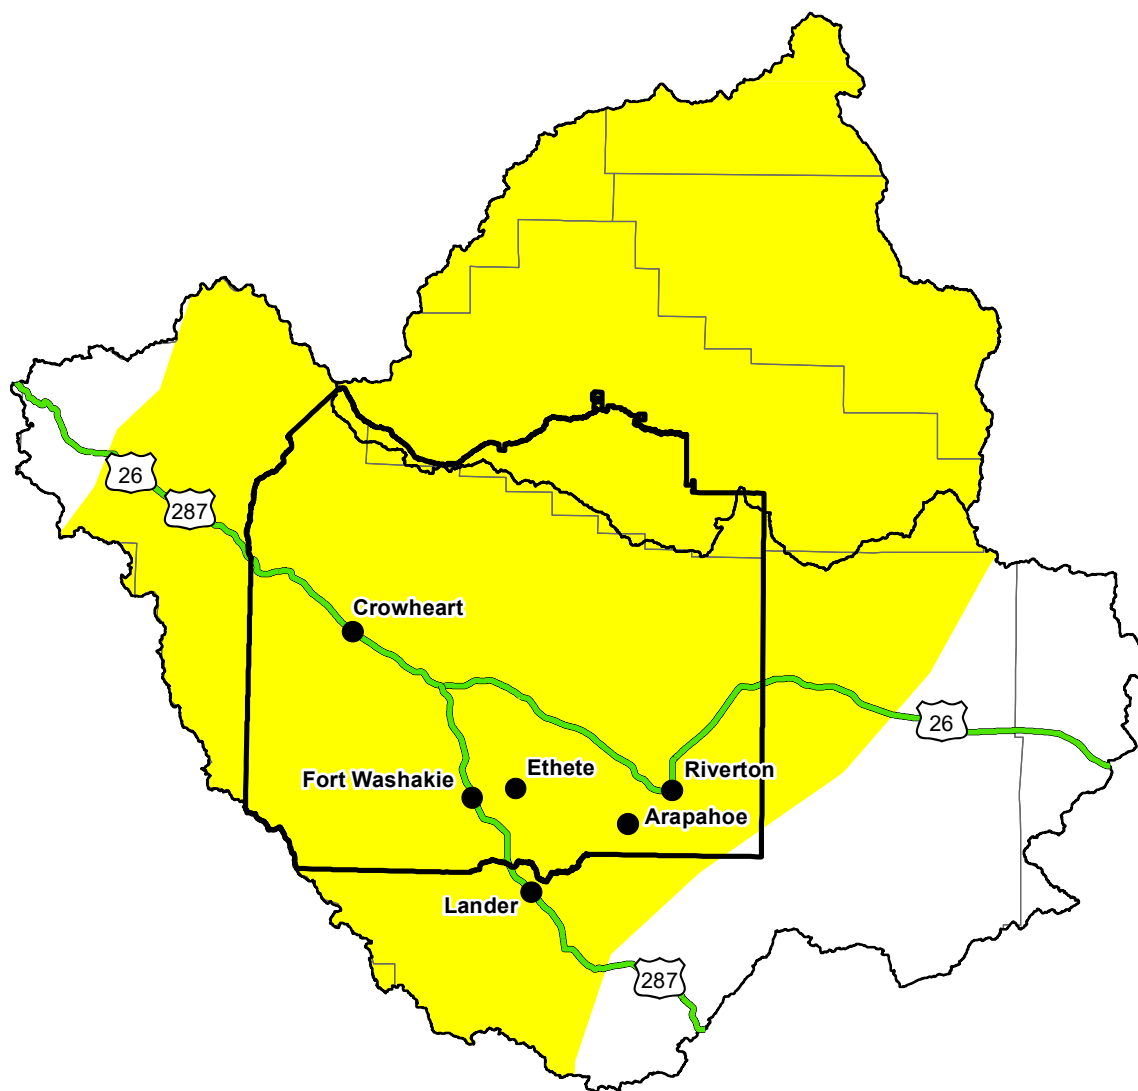 26
287
Crowheart
26
Ethete
Riverton
Fort Washakie
Arapahoe
Lander
287